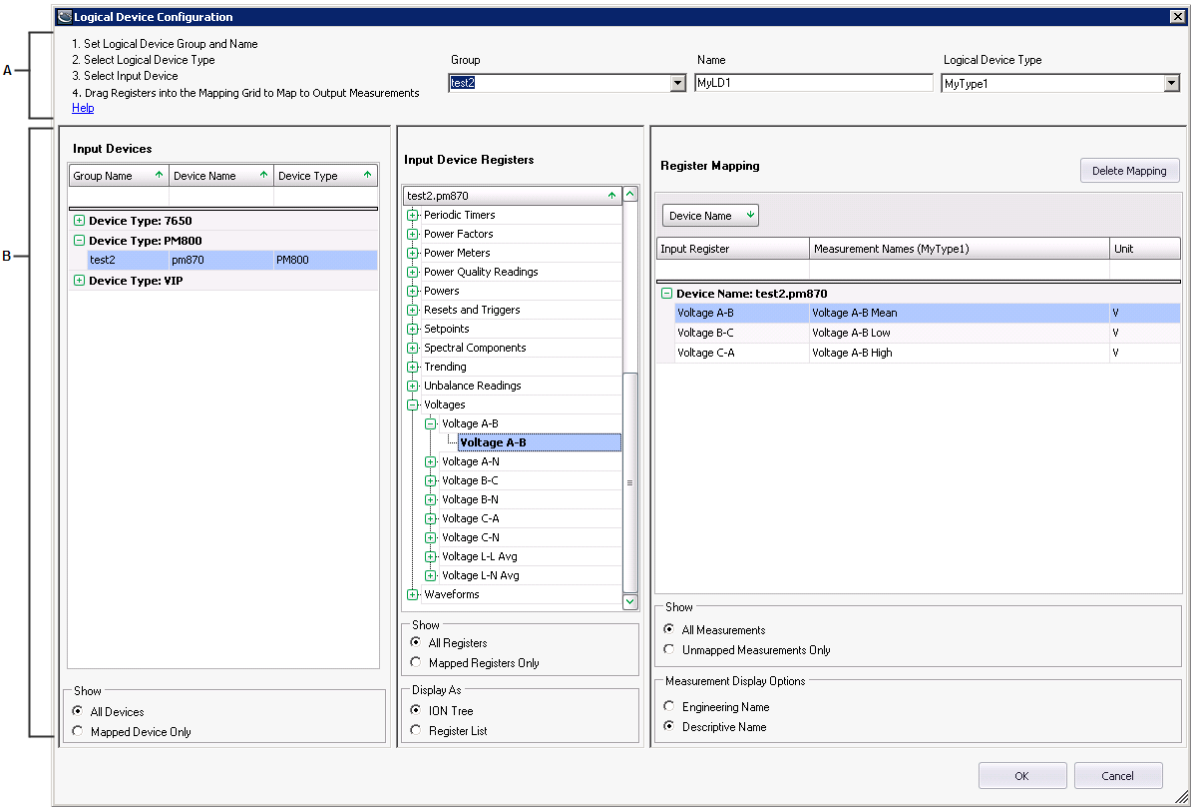 Logical Device Configuration
A
1. Set Logical Device Group and Name
2. Select Logical Device Type
3. Select Input Device
4. Drag Registers into the Mapping Grid to Map to Output Measurements
Help
Group
test2
Name
MyLD1
Logical Device Type
MyType1
B
Input Devices
Group Name Device Name Device Type
Device Type: 7650
Device Type: PM800
test2 pm870 PM800
Device Type: VIP
Show
All Devices
Mapped Device Only
Input Device Registers
test2.pm870
Periodic Timers
Power Factors
Power Meters
Power Quality Readings
Powers
Resets and Triggers
Setpoints
Spectral Components
Trending
Unbalance Readings
Voltages
Voltage A-B
Voltage A-B
Voltage A-N
Voltage B-C
Voltage B-N
Voltage C-A
Voltage C-N
Voltage L-L Avg
Voltage L-N Avg
Waveforms
Show
All Registers
Mapped Registers Only
Display As
ION Tree
Register List
Register Mapping
Delete Mapping
Device Name
Input Register Measurement Names (MyType1) Unit
Device Name: test2.pm870
Voltage A-B Voltage A-B Mean V
Voltage B-C Voltage A-B Low V
Voltage C-A Voltage A-B High V
Show
All Measurements
Unmapped Measurements Only
Measurement Display Options
Engineering Name
Descriptive Name
OK Cancel